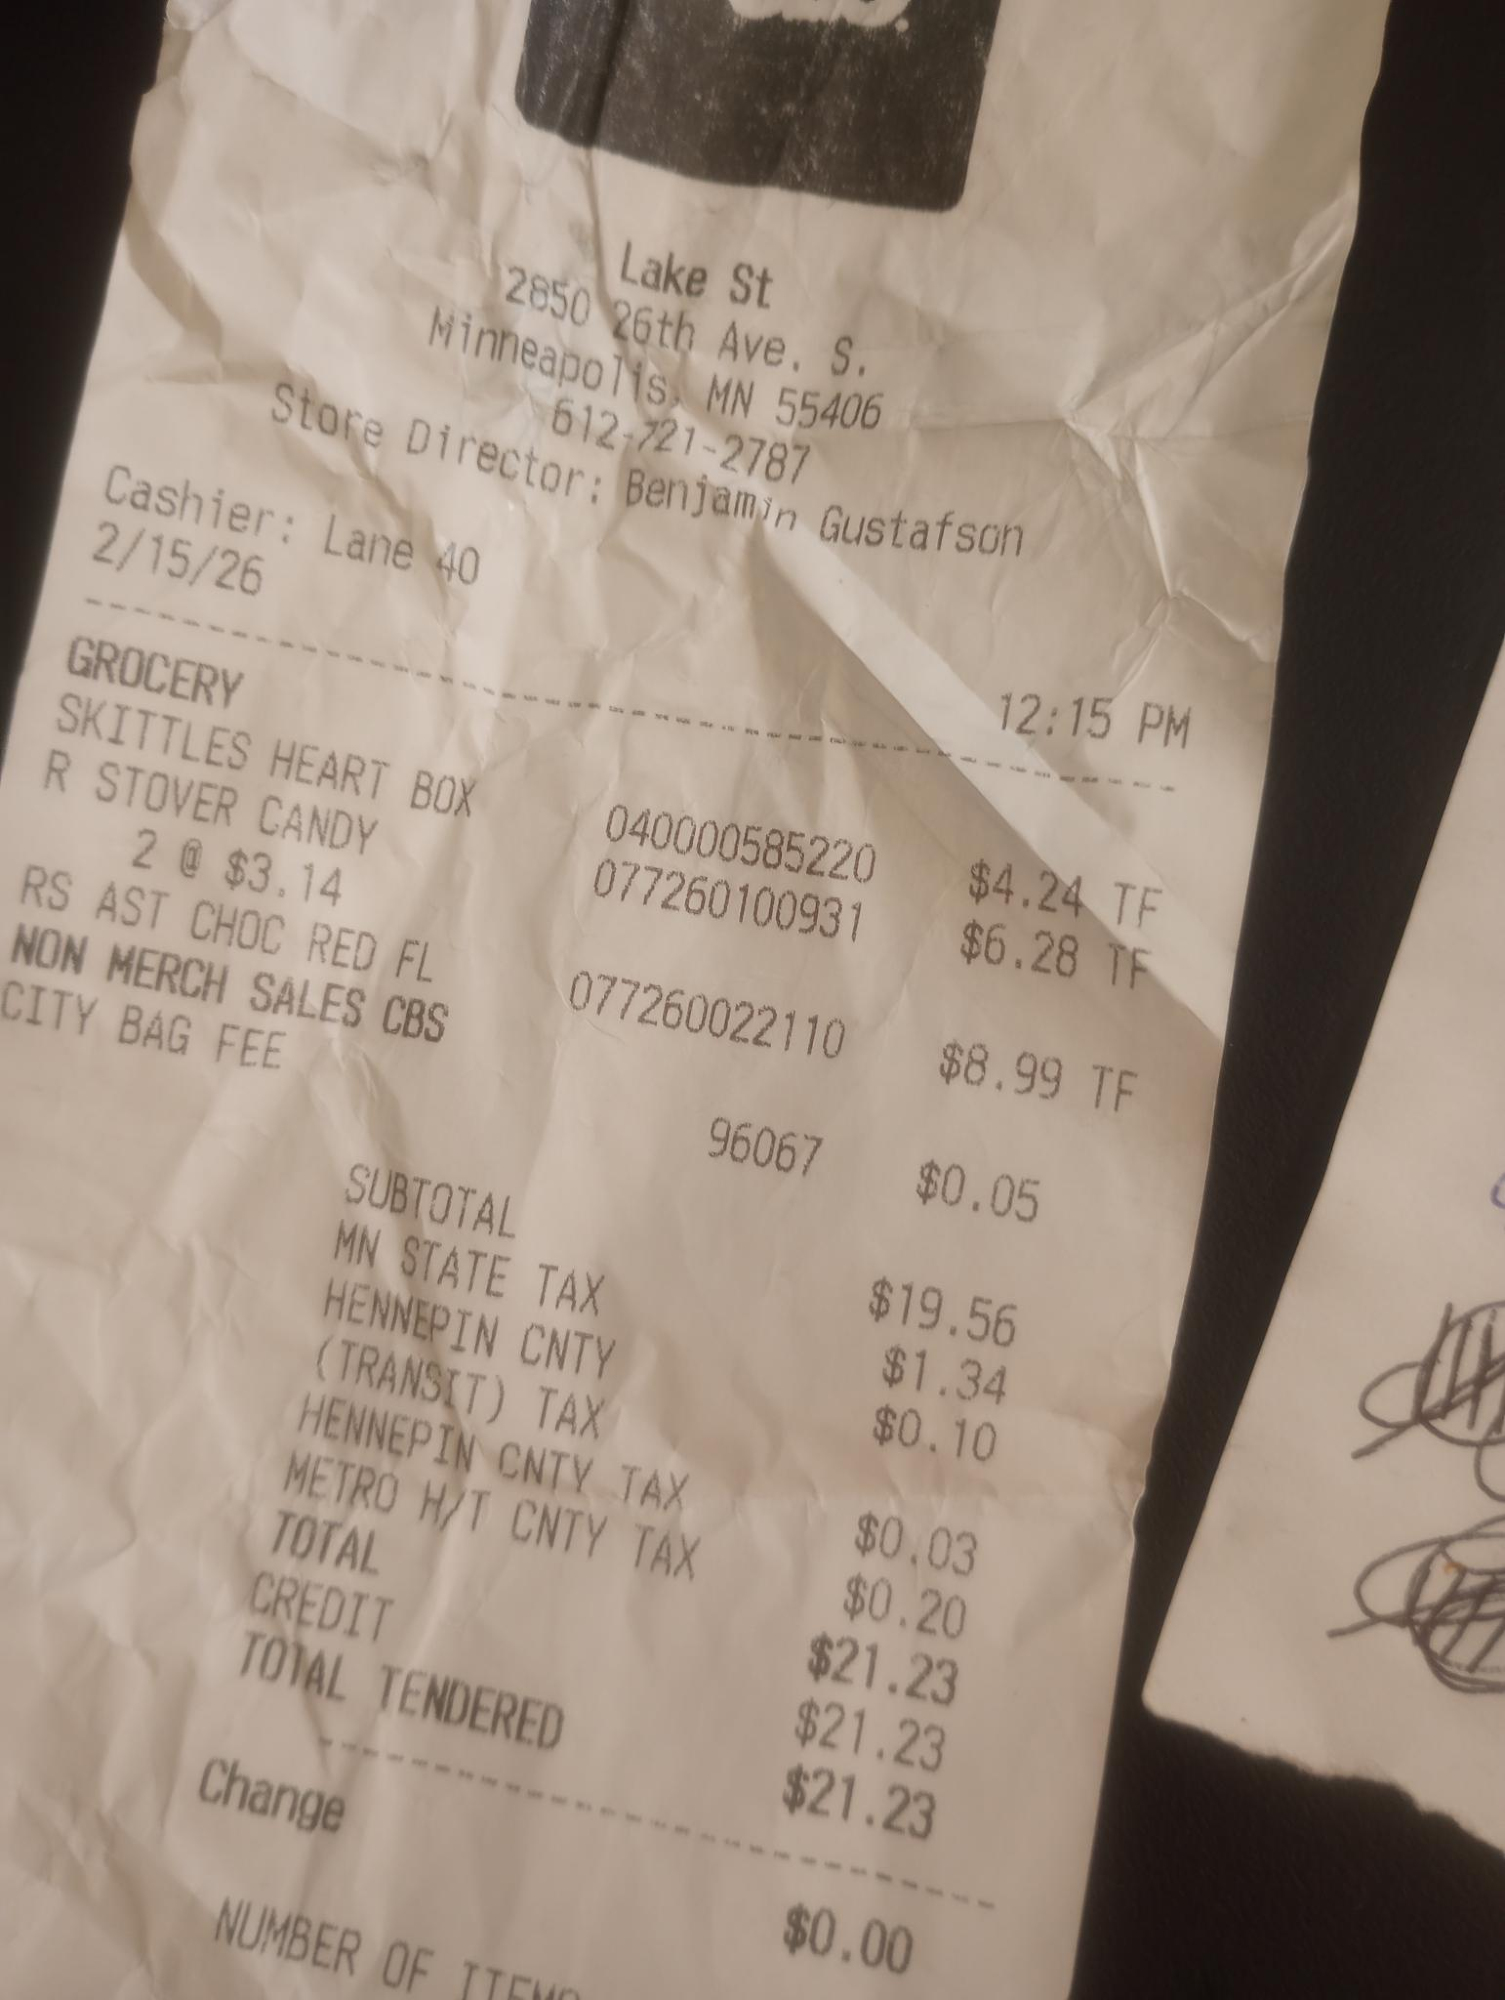 Lake St
2850 26th Ave. S.
Minneapolis, MN 55406
612-721-2787
Store Director: Benjamin Gustafson
Cashier: Lane 40
2/15/26 12:15 PM
GROCERY
SKITTLES HEART BOX 040000585220 $4.24 TF
R STOVER CANDY 077260100931 $6.28 TF
2 @ $3.14
RS AST CHOC RED FL 077260022110 $8.99 TF
NON MERCH SALES CBS
CITY BAG FEE 96067 $0.05
SUBTOTAL $19.56
MN STATE TAX $1.34
HENNEPIN CNTY $0.10
(TRANSIT) TAX
HENNEPIN CNTY TAX $0.03
METRO H/T CNTY TAX $0.20
TOTAL $21.23
CREDIT $21.23
TOTAL TENDERED $21.23
Change $0.00
NUMBER OF ITEMS